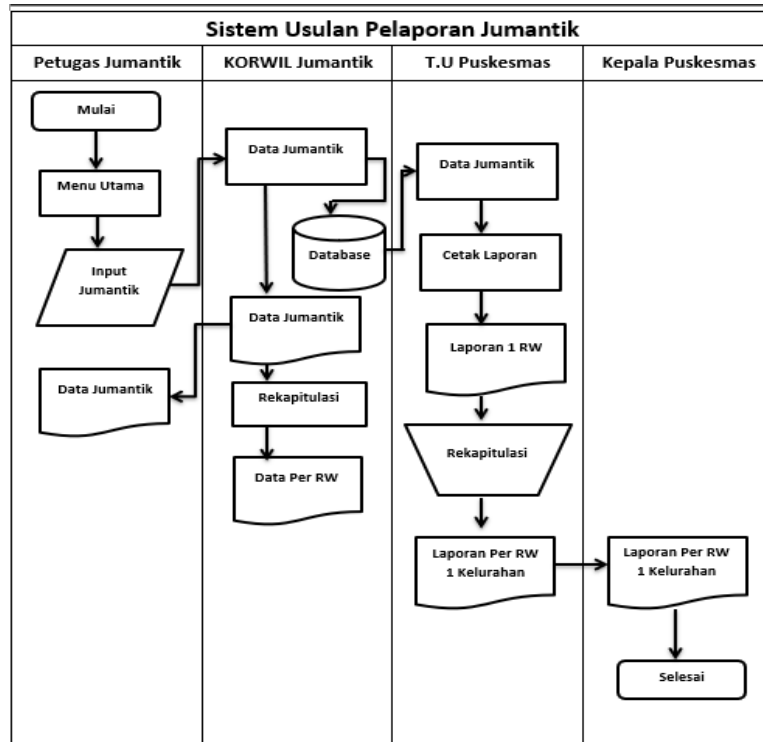 Sistem Usulan Pelaporan Jumantik
Petugas Jumantik
KORWIL Jumantik
T.U Puskesmas
Kepala Puskesmas
Mulai
Menu Utama
Input
Jumantik
Data Jumantik
Data Jumantik
Database
Data Jumantik
Rekapitulasi
Data Per RW
Data Jumantik
Cetak Laporan
Laporan 1 RW
Rekapitulasi
Laporan Per RW
1 Kelurahan
Laporan Per RW
1 Kelurahan
Selesai